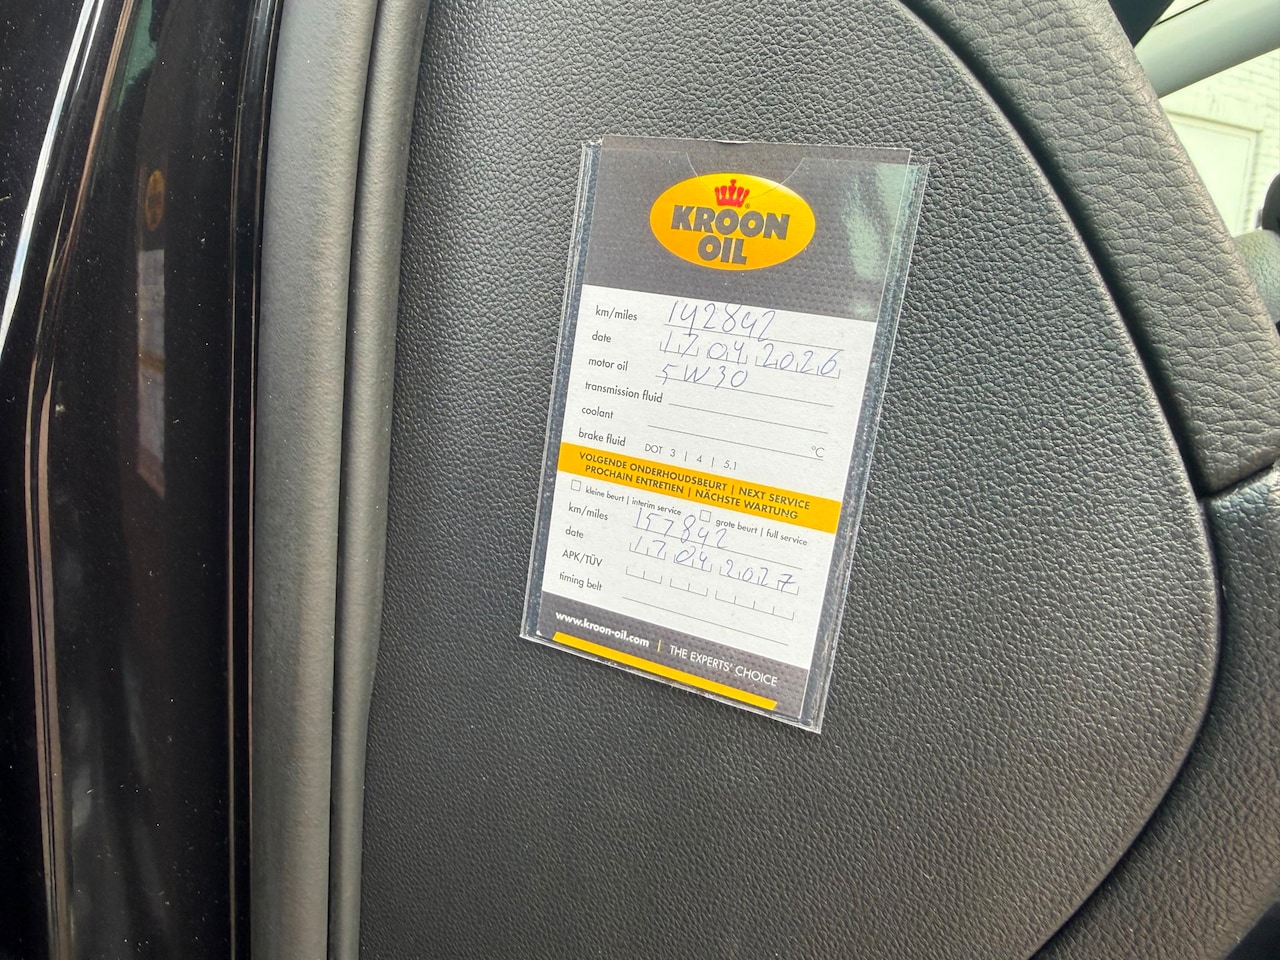 KROON
OIL
km/miles 142842
date 17 04 2026
motor oil 5W30
transmission fluid
coolant °C
brake fluid DOT 3 | 4 | 5.1
VOLGENDE ONDERHOUDSBEURT | NEXT SERVICE
PROCHAIN ENTRETIEN | NÄCHSTE WARTUNG
kleine beurt | interim service grote beurt | full service
km/miles 157842
date 17 04 2027
APK/TÜV
timing belt
www.kroon-oil.com | THE EXPERTS' CHOICE